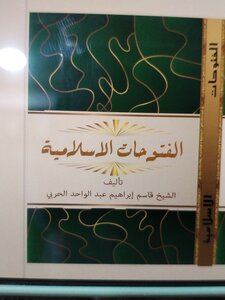 الفتوحات الاسلامية
تأليف
الشيخ قاسم إبراهيم عبد الواحد الحربي
الفتوحات
الاسلامية